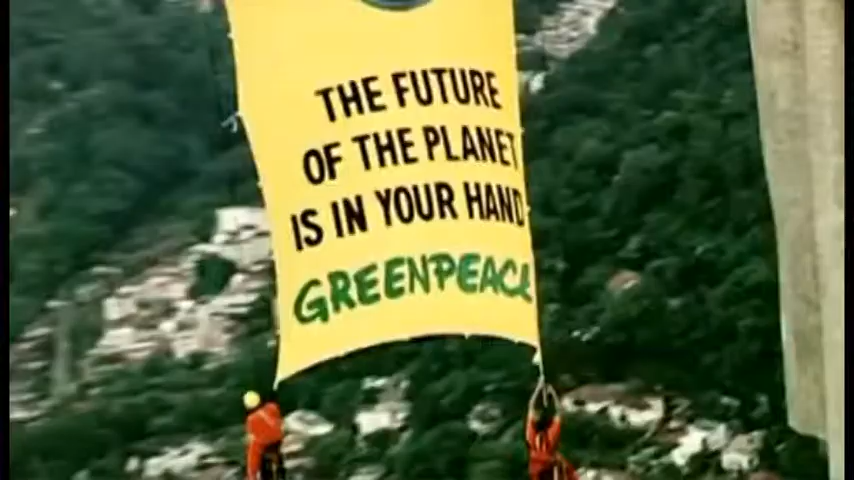 THE FUTURE
OF THE PLANET
IS IN YOUR HAND
GREENPEACE